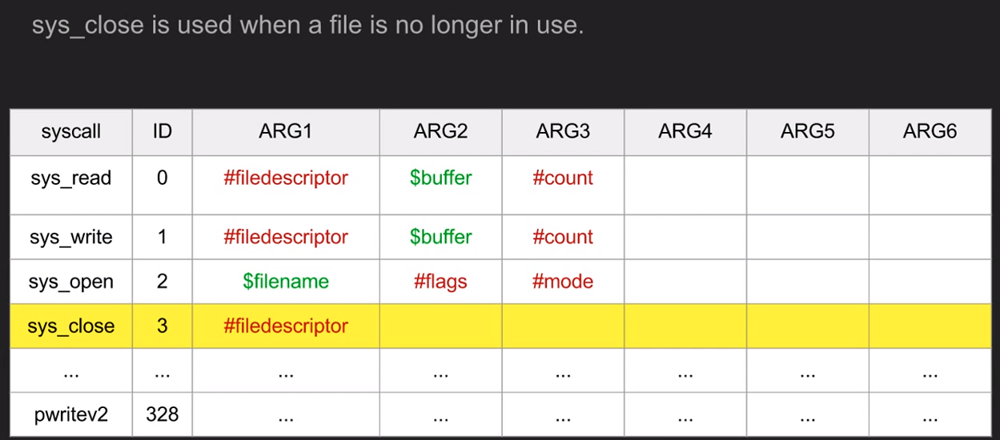 sys_close is used when a file is no longer in use.
syscall ID ARG1 ARG2 ARG3 ARG4 ARG5 ARG6
sys_read 0 #filedescriptor $buffer #count
sys_write 1 #filedescriptor $buffer #count
sys_open 2 $filename #flags #mode
sys_close 3 #filedescriptor
... ... ... ... ... ... ... ...
pwritev2 328 ... ... ... ... ... ...